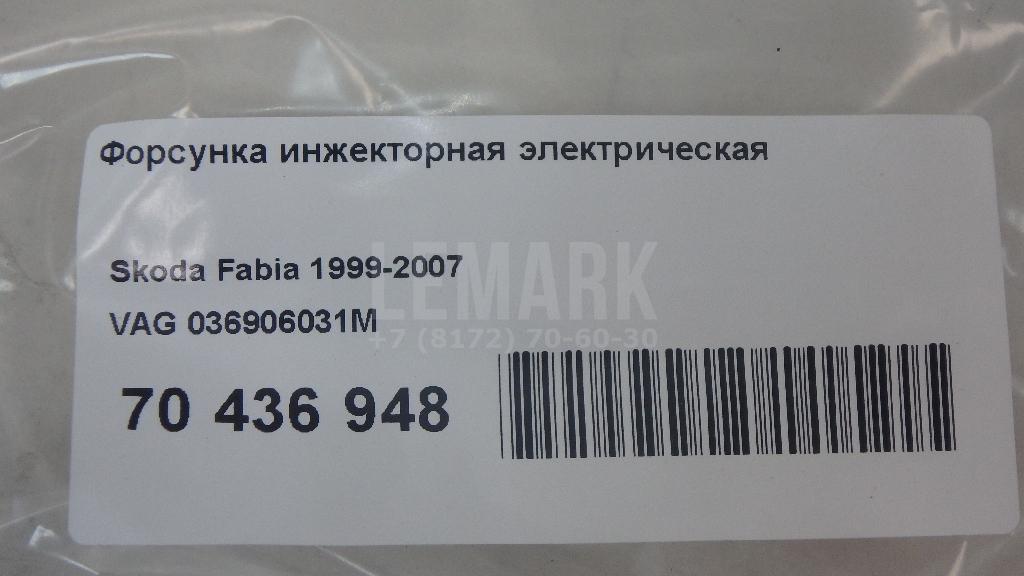 Форсунка инжекторная электрическая
Skoda Fabia 1999-2007
LEMARK
VAG 036906031M
+7 (8172) 70-60-30
70 436 948